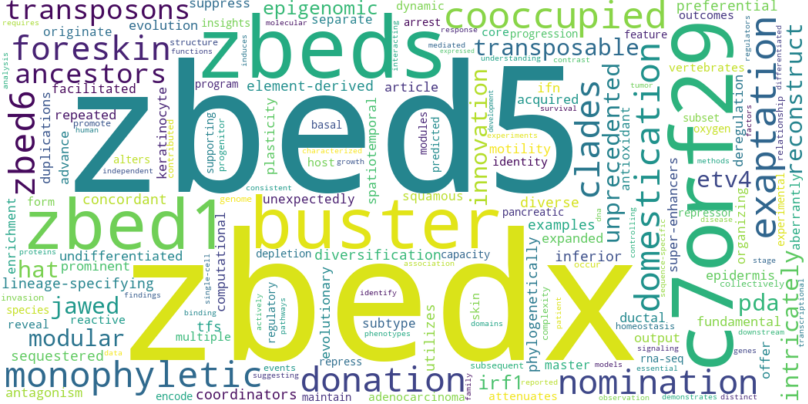 transposons
suppress
epigenomic
cooccupied
dynamic
arrest
insights
separate
response
molecular
requires
zbeds
foreskin
evolution
originate
structure
functions
ancestors
induces
interacting
element-derived
transposable
core
progression
feature
preferential
outcomes
regulators
differentiated
understanding
contrast
mediated
expressed
vertebrates
tumor
subset
oxygen
deregulation
c7orf29
exaptation
relationship
factors
aberrantly
experimental
reconstruct
analysis
zbed6
facilitated
program
article
ifn
acquired
repeated
keratinocyte
contributed
duplications
advance
promote
human
alters
independent
zbed5
supporting
progenitor
basal
growth
characterized
predicted
modules
plasticity
host
spatiotemporal
motility
identity
survival
development
experiments
innovation
clades
unprecedented
antioxidant
domestication
super-enhancers
organizing
repressor
methods
disease
intricately
sequence-specific
controlling
etv4
diverse
examples
pancreatic
expanded
genome
squamous
unexpectedly
consistent
concordant
form
enrichment
proteins
zbed1
buster
zbedx
undifferentiated
prominent
hat
lineage-specifying
computational
single-cell
depletion
capacity
diversification
association
inferior
phylogenetically
complexity
dna
epidermis
collectively
stage
pda
fundamental
transcriptional
jawed
invasion
species
findings
reactive
tfs
binding
reveal
multiple
modular
data
sequestered
monophyletic
antagonism
encode
coordinators
regulatory
pathways
actively
identify
evolutionary
events
repress
suggesting
maintain
subtype
phenotypes
skin
domains
utilizes
subsequent
ductal
homeostasis
master
rna-seq
output
signaling
essential
offer
downstream
occur
patient
models
genes
irf1
attenuates
reported
donation
adenocarcinoma
family
nomination
observation
demonstrates
distinct